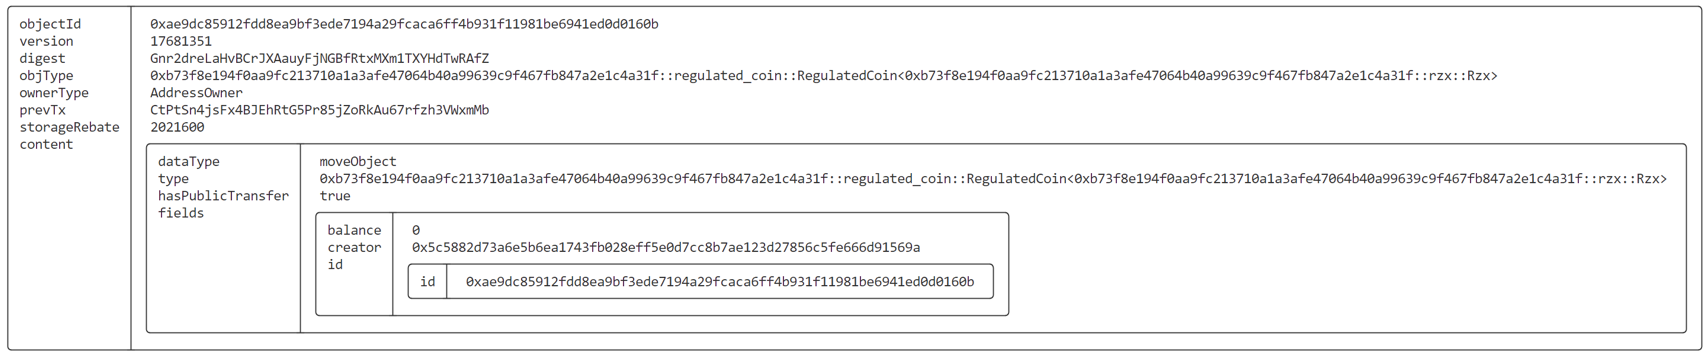 objectId 0xae9dc85912fdd8ea9bf3ede7194a29fcaca6ff4b931f11981be6941ed0d0160b
version 17681351
digest Gnr2dreLaHvBCrJXAauyFjNGBfRtxMXm1TXYHdTwRAfZ
objType 0xb73f8e194f0aa9fc213710a1a3afe47064b40a99639c9f467fb847a2e1c4a31f::regulated_coin::RegulatedCoin<0xb73f8e194f0aa9fc213710a1a3afe47064b40a99639c9f467fb847a2e1c4a31f::rzx::Rzx>
ownerType AddressOwner
prevTx CtPtSn4jsFx4BJEhRtG5Pr85jZoRkAu67rfzh3VWxmMb
storageRebate 2021600
content
dataType moveObject
type 0xb73f8e194f0aa9fc213710a1a3afe47064b40a99639c9f467fb847a2e1c4a31f::regulated_coin::RegulatedCoin<0xb73f8e194f0aa9fc213710a1a3afe47064b40a99639c9f467fb847a2e1c4a31f::rzx::Rzx>
hasPublicTransfer true
fields
balance 0
creator 0x5c5882d73a6e5b6ea1743fb028eff5e0d7cc8b7ae123d27856c5fe666d91569a
id
id 0xae9dc85912fdd8ea9bf3ede7194a29fcaca6ff4b931f11981be6941ed0d0160b